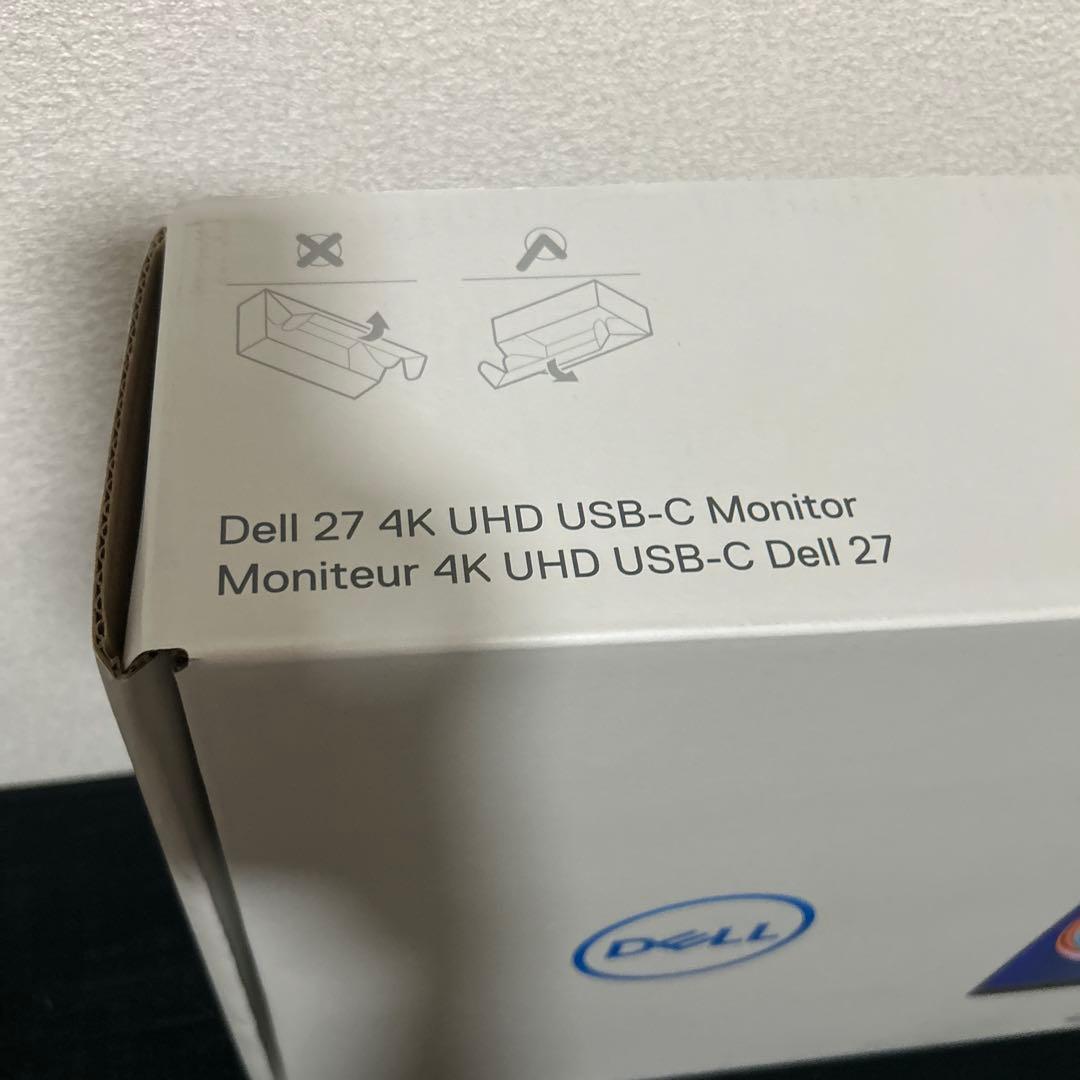 Dell 27 4K UHD USB-C Monitor
Moniteur 4K UHD USB-C Dell 27
DELL